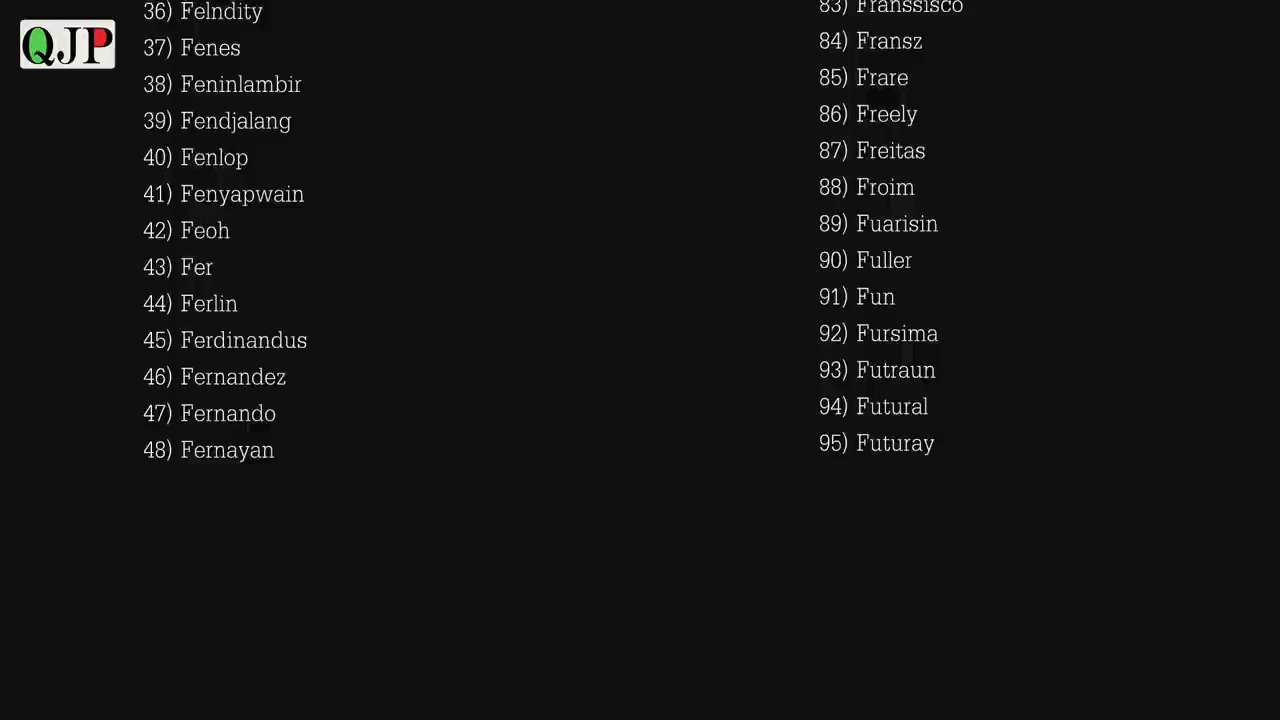 QJP
36) Felndity
37) Fenes
38) Feninlambir
39) Fendjalang
40) Fenlop
41) Fenyapwain
42) Feoh
43) Fer
44) Ferlin
45) Ferdinandus
46) Fernandez
47) Fernando
48) Fernayan
83) Franssisco
84) Fransz
85) Frare
86) Freely
87) Freitas
88) Froim
89) Fuarisin
90) Fuller
91) Fun
92) Fursima
93) Futraun
94) Futural
95) Futuray